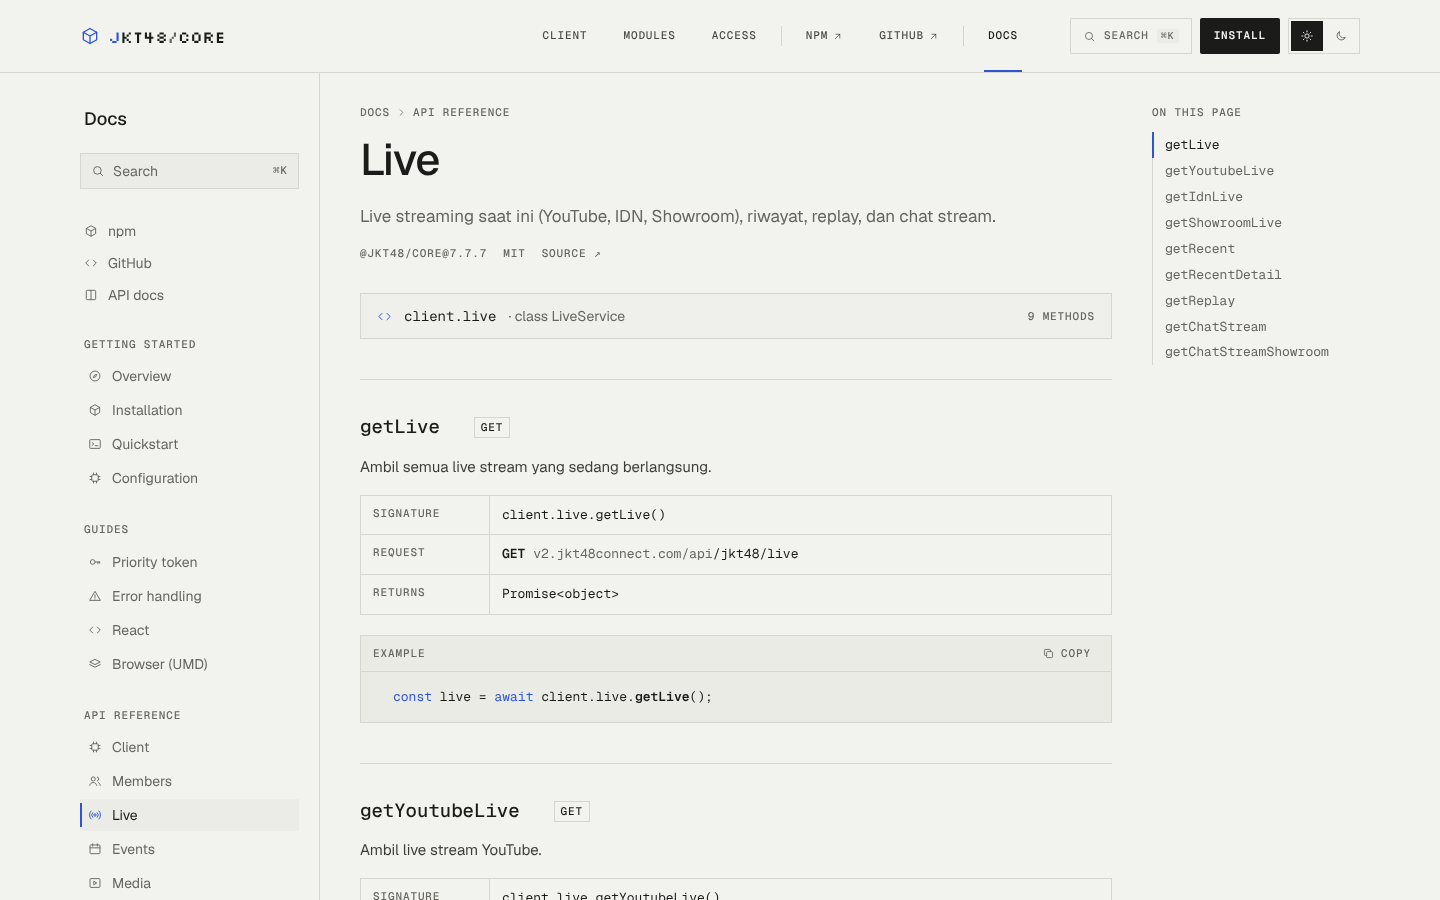 JKT48/CORE
CLIENT MODULES ACCESS NPM ↗ GITHUB ↗ DOCS
SEARCH ⌘K INSTALL
Docs
Search ⌘K
npm
GitHub
API docs
GETTING STARTED
Overview
Installation
Quickstart
Configuration
GUIDES
Priority token
Error handling
React
Browser (UMD)
API REFERENCE
Client
Members
Live
Events
Media
DOCS > API REFERENCE
Live
Live streaming saat ini (YouTube, IDN, Showroom), riwayat, replay, dan chat stream.
@JKT48/CORE@7.7.7 MIT SOURCE ↗
client.live · class LiveService 9 METHODS
getLive GET
Ambil semua live stream yang sedang berlangsung.
SIGNATURE client.live.getLive()
REQUEST GET v2.jkt48connect.com/api/jkt48/live
RETURNS Promise<object>
EXAMPLE COPY
const live = await client.live.getLive();
getYoutubeLive GET
Ambil live stream YouTube.
SIGNATURE client.live.getYoutubeLive()
ON THIS PAGE
getLive
getYoutubeLive
getIdnLive
getShowroomLive
getRecent
getRecentDetail
getReplay
getChatStream
getChatStreamShowroom